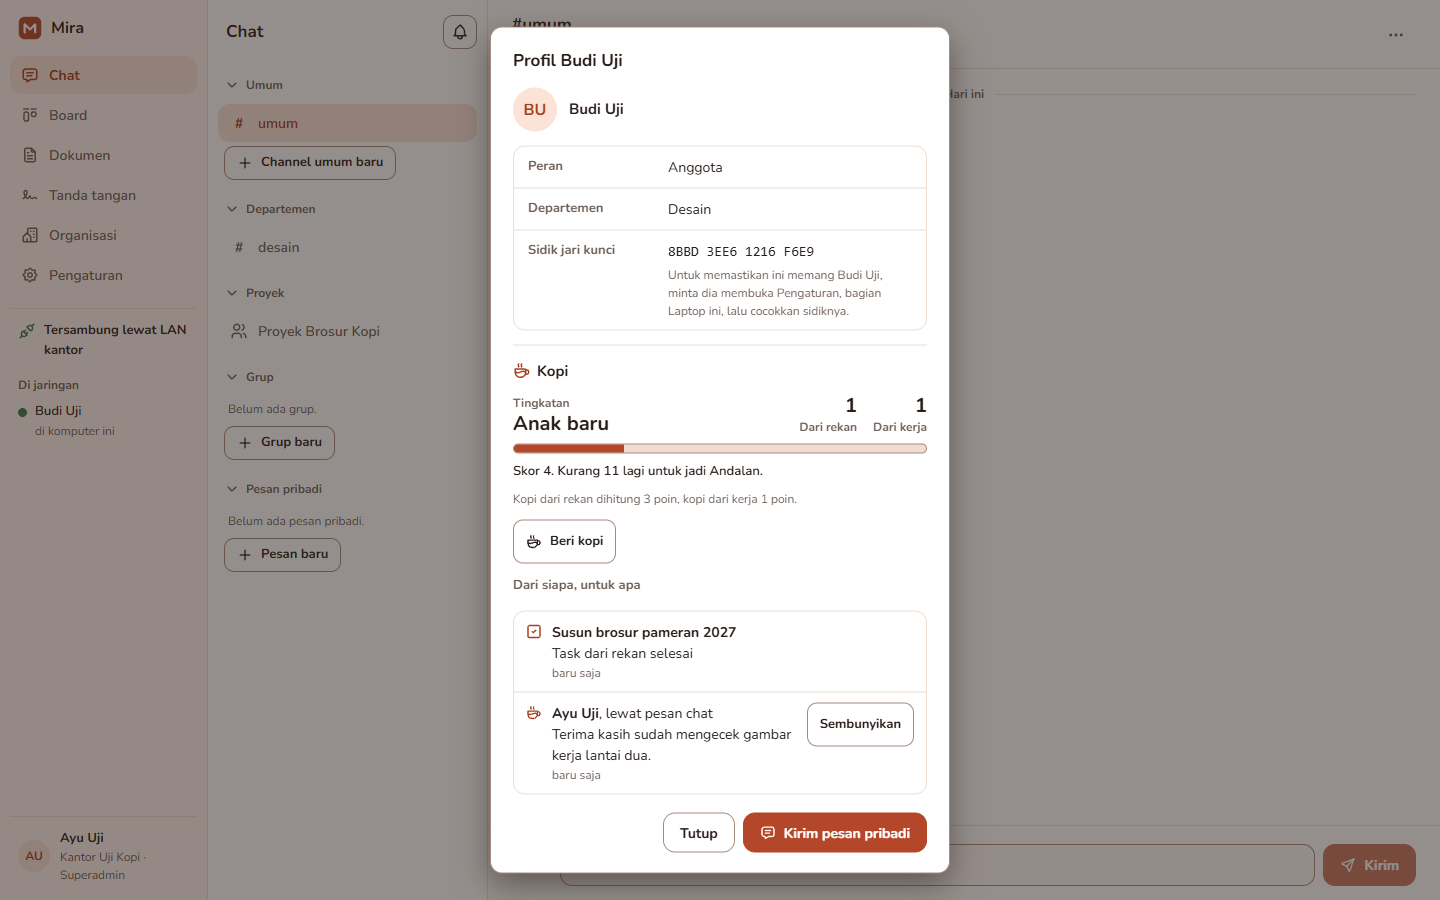 Mira
Chat
Board
Dokumen
Tanda tangan
Organisasi
Pengaturan
Tersambung lewat LAN
kantor
Di jaringan
Budi Uji
di komputer ini
AU
Ayu Uji
Kantor Uji Kopi ·
Superadmin
Chat
Umum
# umum
Channel umum baru
Departemen
# desain
Proyek
Proyek Brosur Kopi
Grup
Belum ada grup.
Grup baru
Pesan pribadi
Belum ada pesan pribadi.
Pesan baru
#umum
Hari ini
Profil Budi Uji
BU
Budi Uji
Peran
Anggota
Departemen
Desain
Sidik jari kunci
8BBD 3EE6 1216 F6E9
Untuk memastikan ini memang Budi Uji,
minta dia membuka Pengaturan, bagian
Laptop ini, lalu cocokkan sidiknya.
Kopi
Tingkatan
Anak baru
1
Dari rekan
1
Dari kerja
Skor 4. Kurang 11 lagi untuk jadi Andalan.
Kopi dari rekan dihitung 3 poin, kopi dari kerja 1 poin.
Beri kopi
Dari siapa, untuk apa
Susun brosur pameran 2027
Task dari rekan selesai
baru saja
Ayu Uji, lewat pesan chat
Terima kasih sudah mengecek gambar
kerja lantai dua.
baru saja
Sembunyikan
Tutup
Kirim pesan pribadi
Kirim